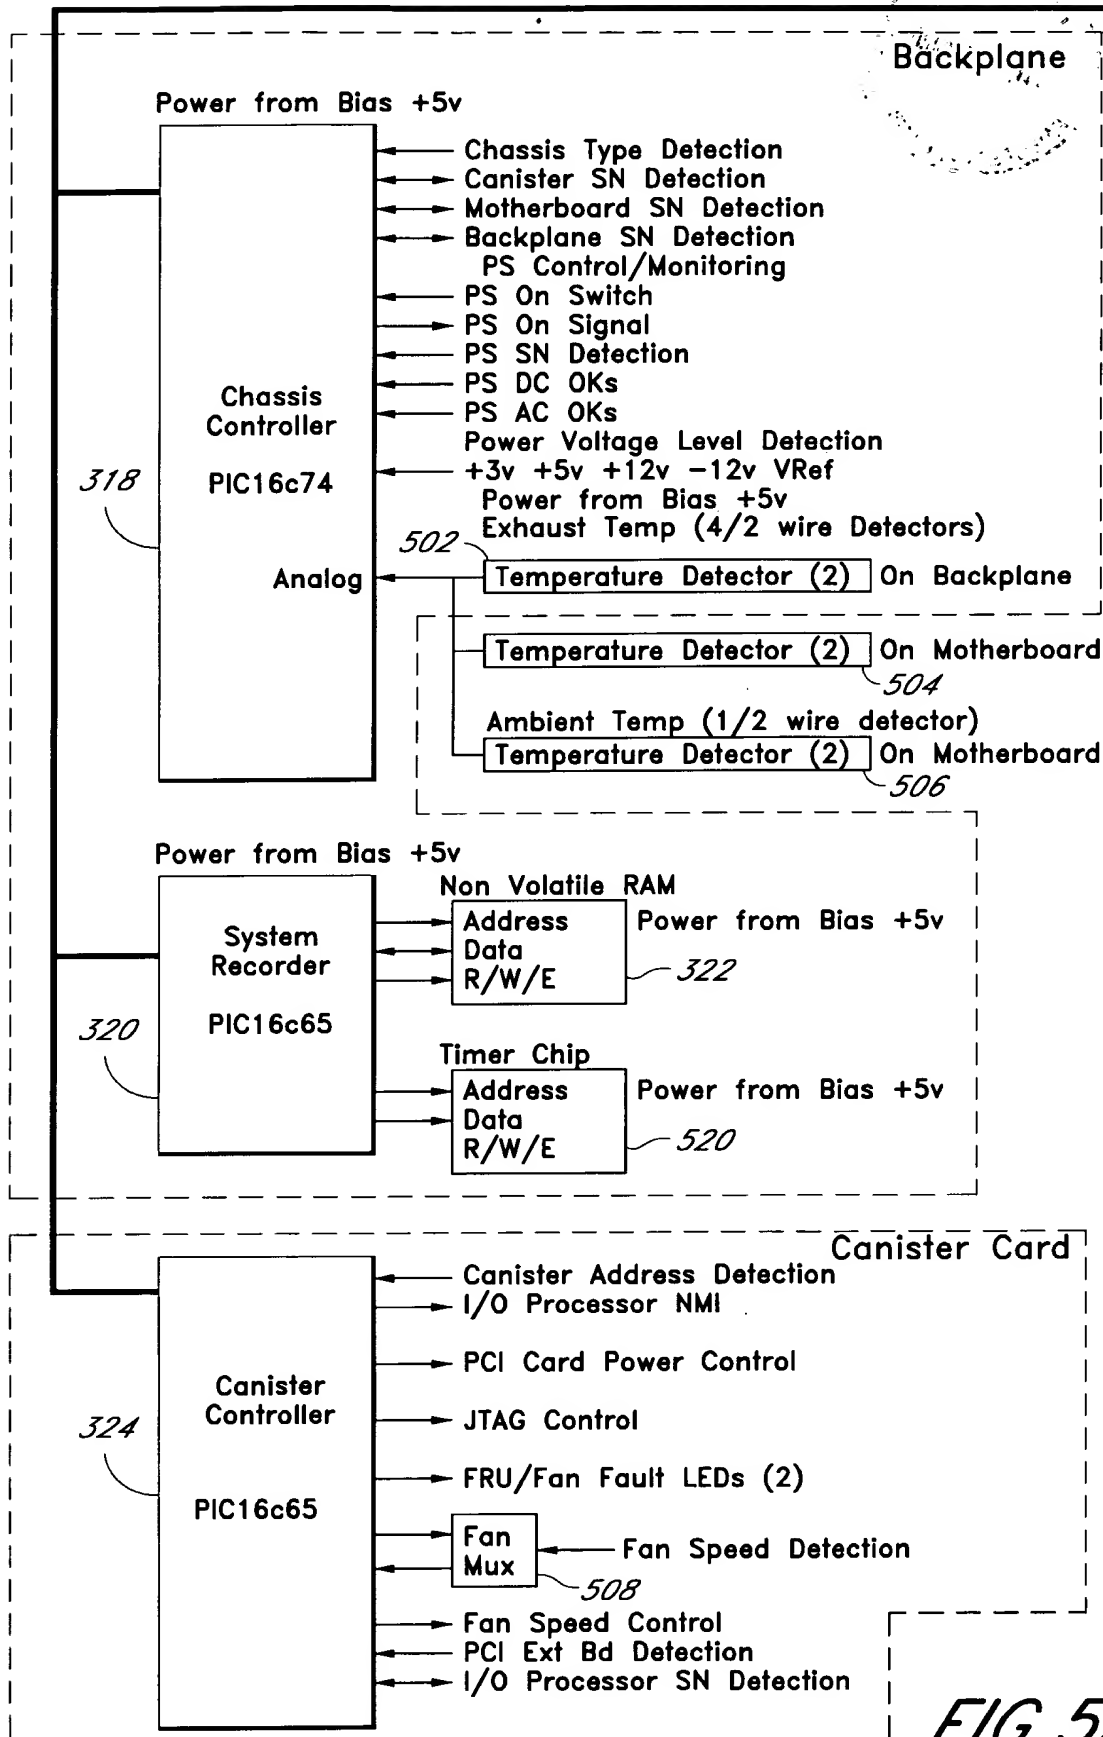 Backplane
Power from Bias +5v
Chassis Type Detection
Canister SN Detection
Motherboard SN Detection
Backplane SN Detection
PS Control/Monitoring
PS On Switch
PS On Signal
PS SN Detection
PS DC OKs
PS AC OKs
Power Voltage Level Detection
+3v +5v +12v -12v VRef
Power from Bias +5v
Exhaust Temp (4/2 wire Detectors)
Chassis
Controller
PIC16c74
318
Analog
502
Temperature Detector (2) On Backplane
Temperature Detector (2) On Motherboard
504
Ambient Temp (1/2 wire detector)
Temperature Detector (2) On Motherboard
506
Power from Bias +5v
System
Recorder
PIC16c65
320
Non Volatile RAM
Address
Data
R/W/E
Power from Bias +5v
322
Timer Chip
Address
Data
R/W/E
Power from Bias +5v
520
Canister Card
Canister Address Detection
I/O Processor NMI
PCI Card Power Control
JTAG Control
FRU/Fan Fault LEDs (2)
Canister
Controller
324
PIC16c65
Fan
Mux
Fan Speed Detection
508
Fan Speed Control
PCI Ext Bd Detection
I/O Processor SN Detection
FIG. 5